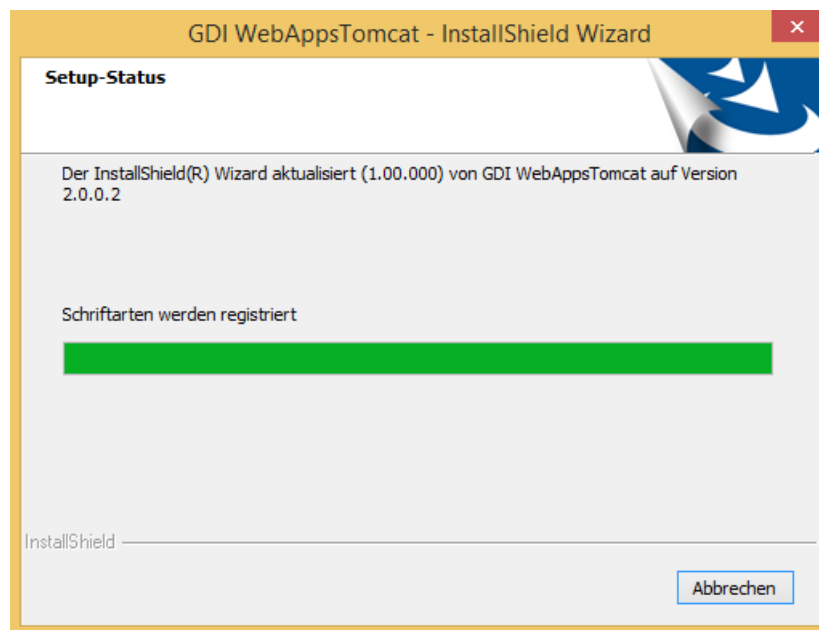 GDI WebAppsTomcat - InstallShield Wizard
Setup-Status
Der InstallShield(R) Wizard aktualisiert (1.00.000) von GDI WebAppsTomcat auf Version
2.0.0.2
Schriftarten werden registriert
InstallShield
Abbrechen